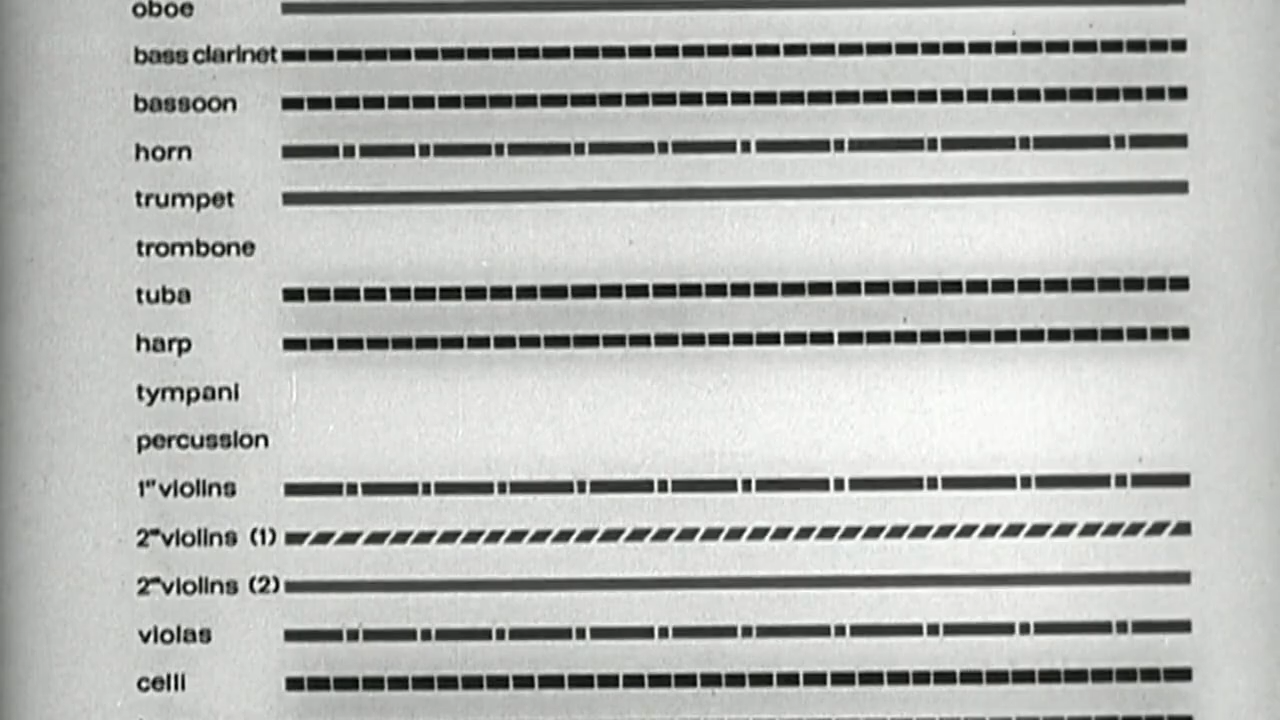 oboe
bass clarinet
bassoon
horn
trumpet
trombone
tuba
harp
tympani
percussion
1st violins
2nd violins (1)
2nd violins (2)
violas
celli